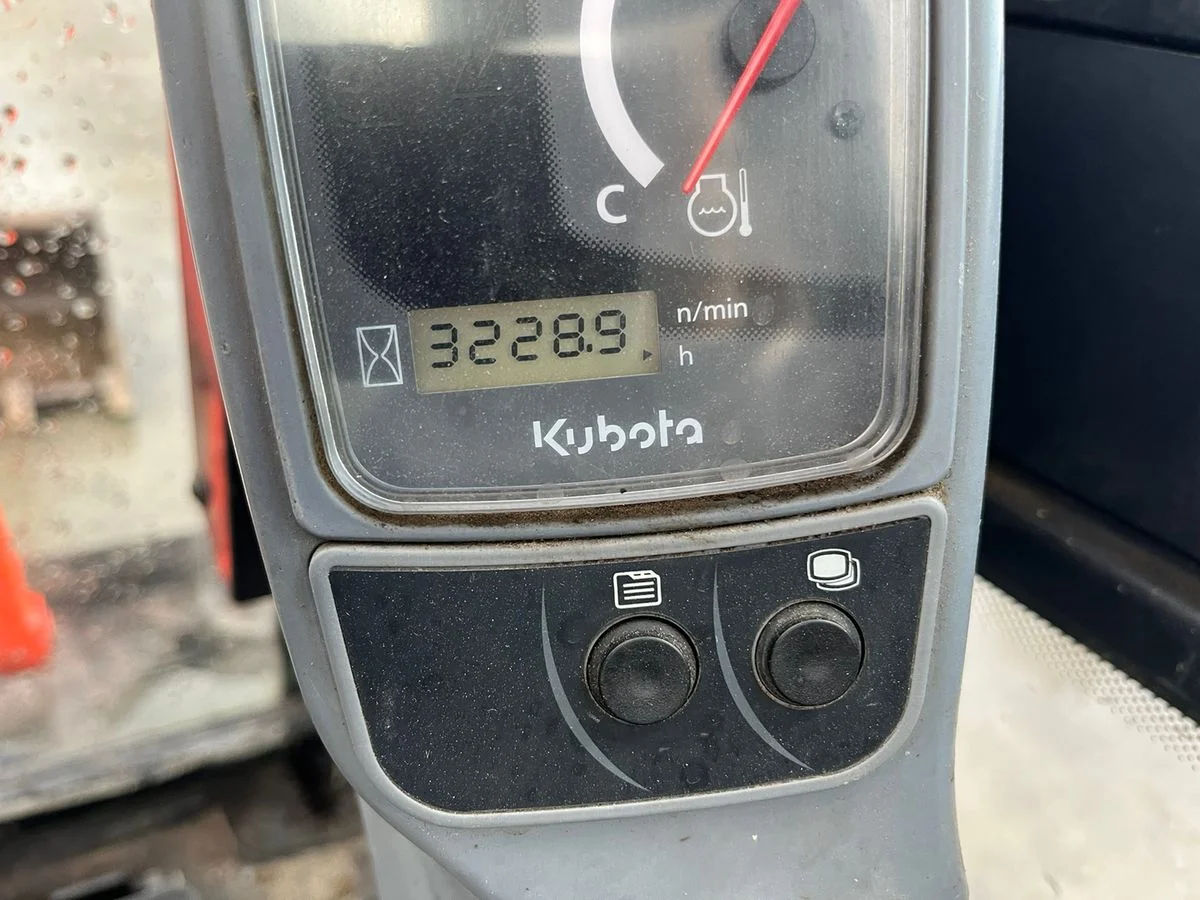 C
n/min
3228.9
h
Kubota